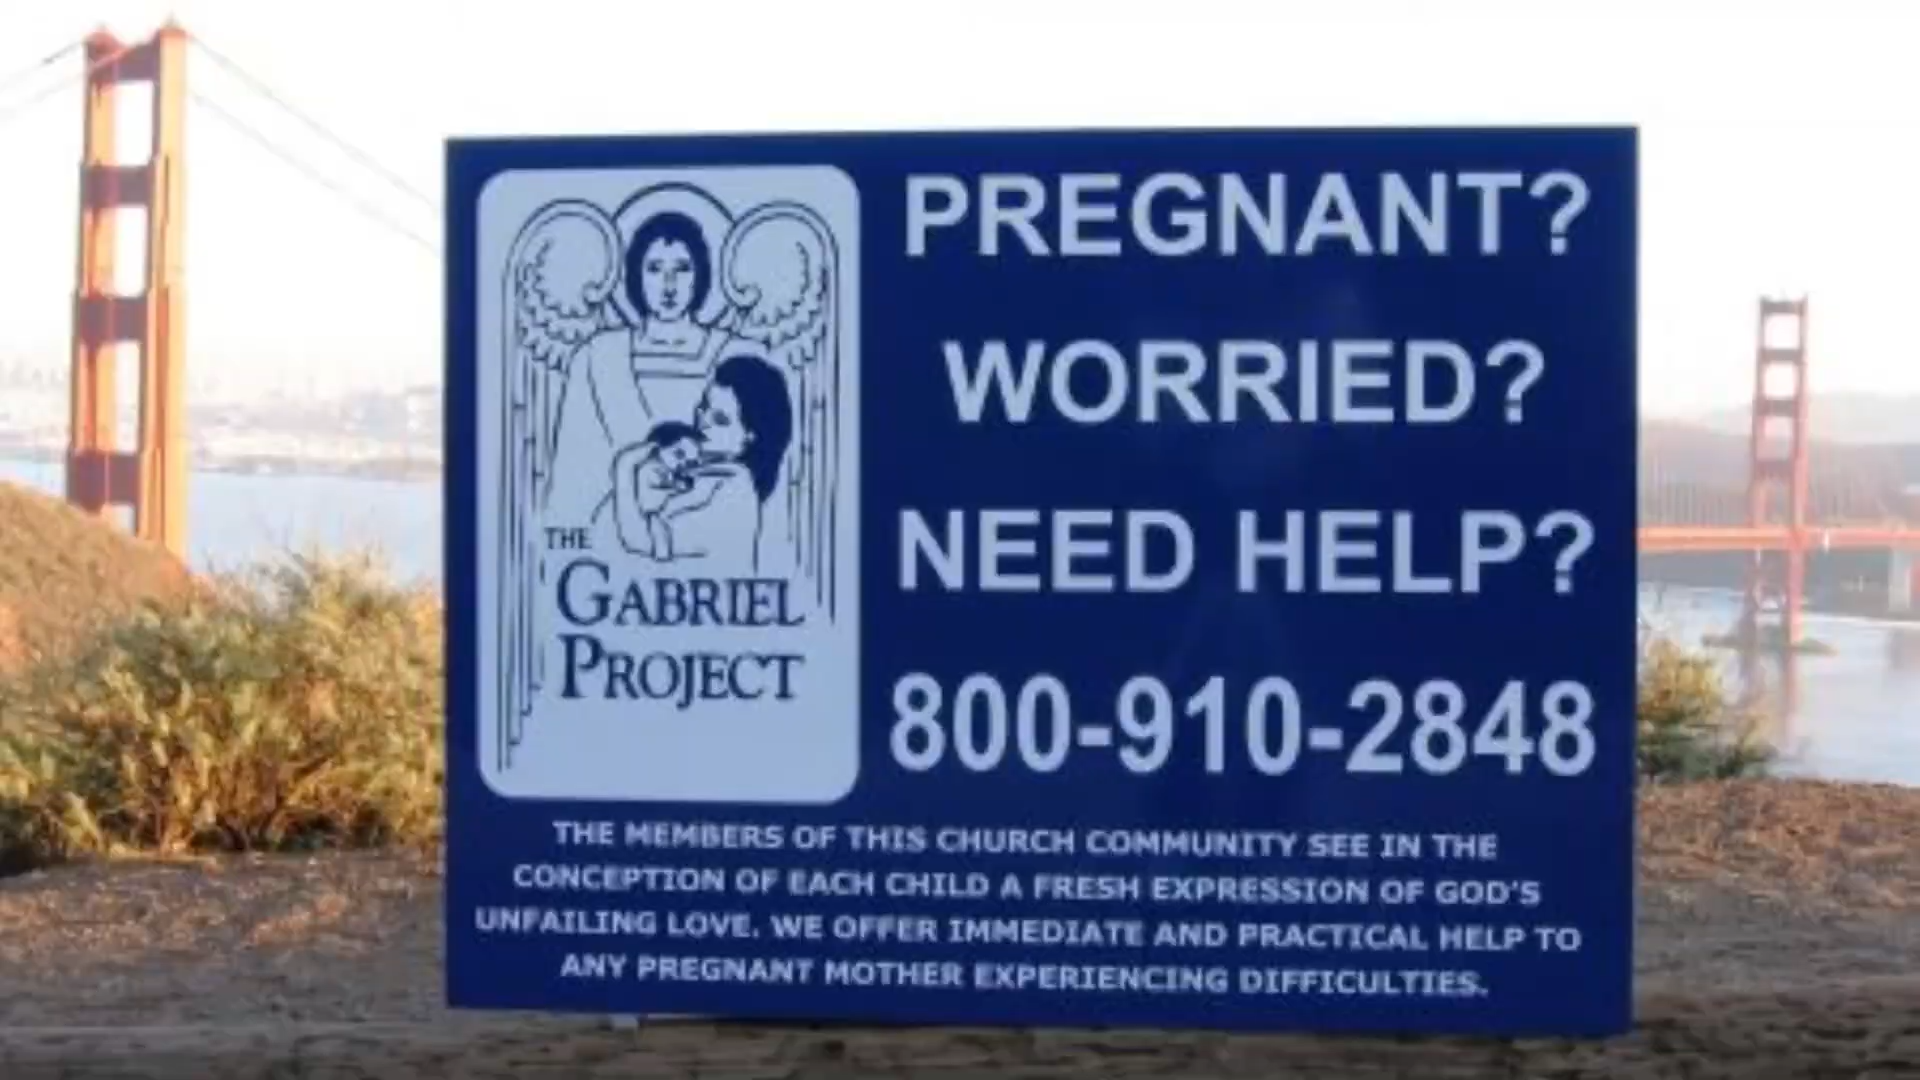 PREGNANT?
WORRIED?
NEED HELP?
800-910-2848
THE
GABRIEL
PROJECT
THE MEMBERS OF THIS CHURCH COMMUNITY SEE IN THE
CONCEPTION OF EACH CHILD A FRESH EXPRESSION OF GOD'S
UNFAILING LOVE. WE OFFER IMMEDIATE AND PRACTICAL HELP TO
ANY PREGNANT MOTHER EXPERIENCING DIFFICULTIES.